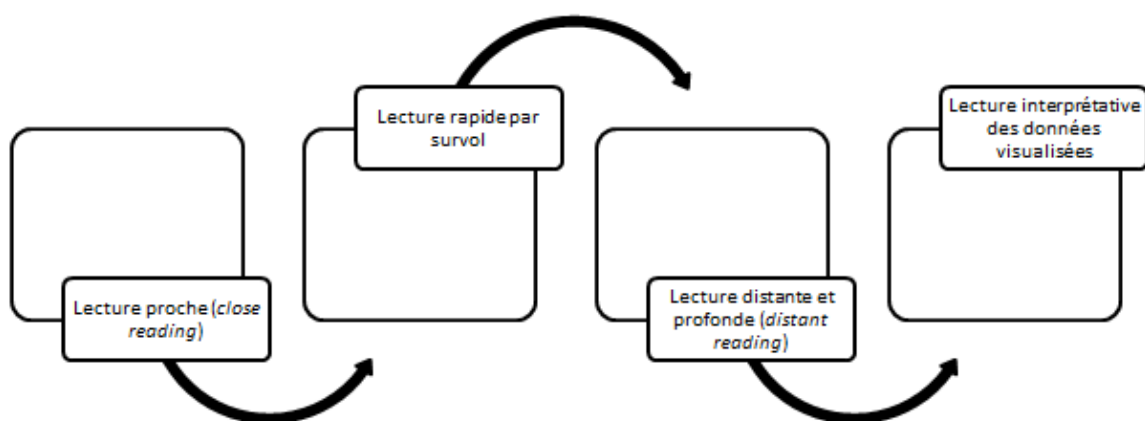 Lecture proche (close
reading)
Lecture rapide par
survol
Lecture distante et
profonde (distant
reading)
Lecture interprétative
des données
visualisées